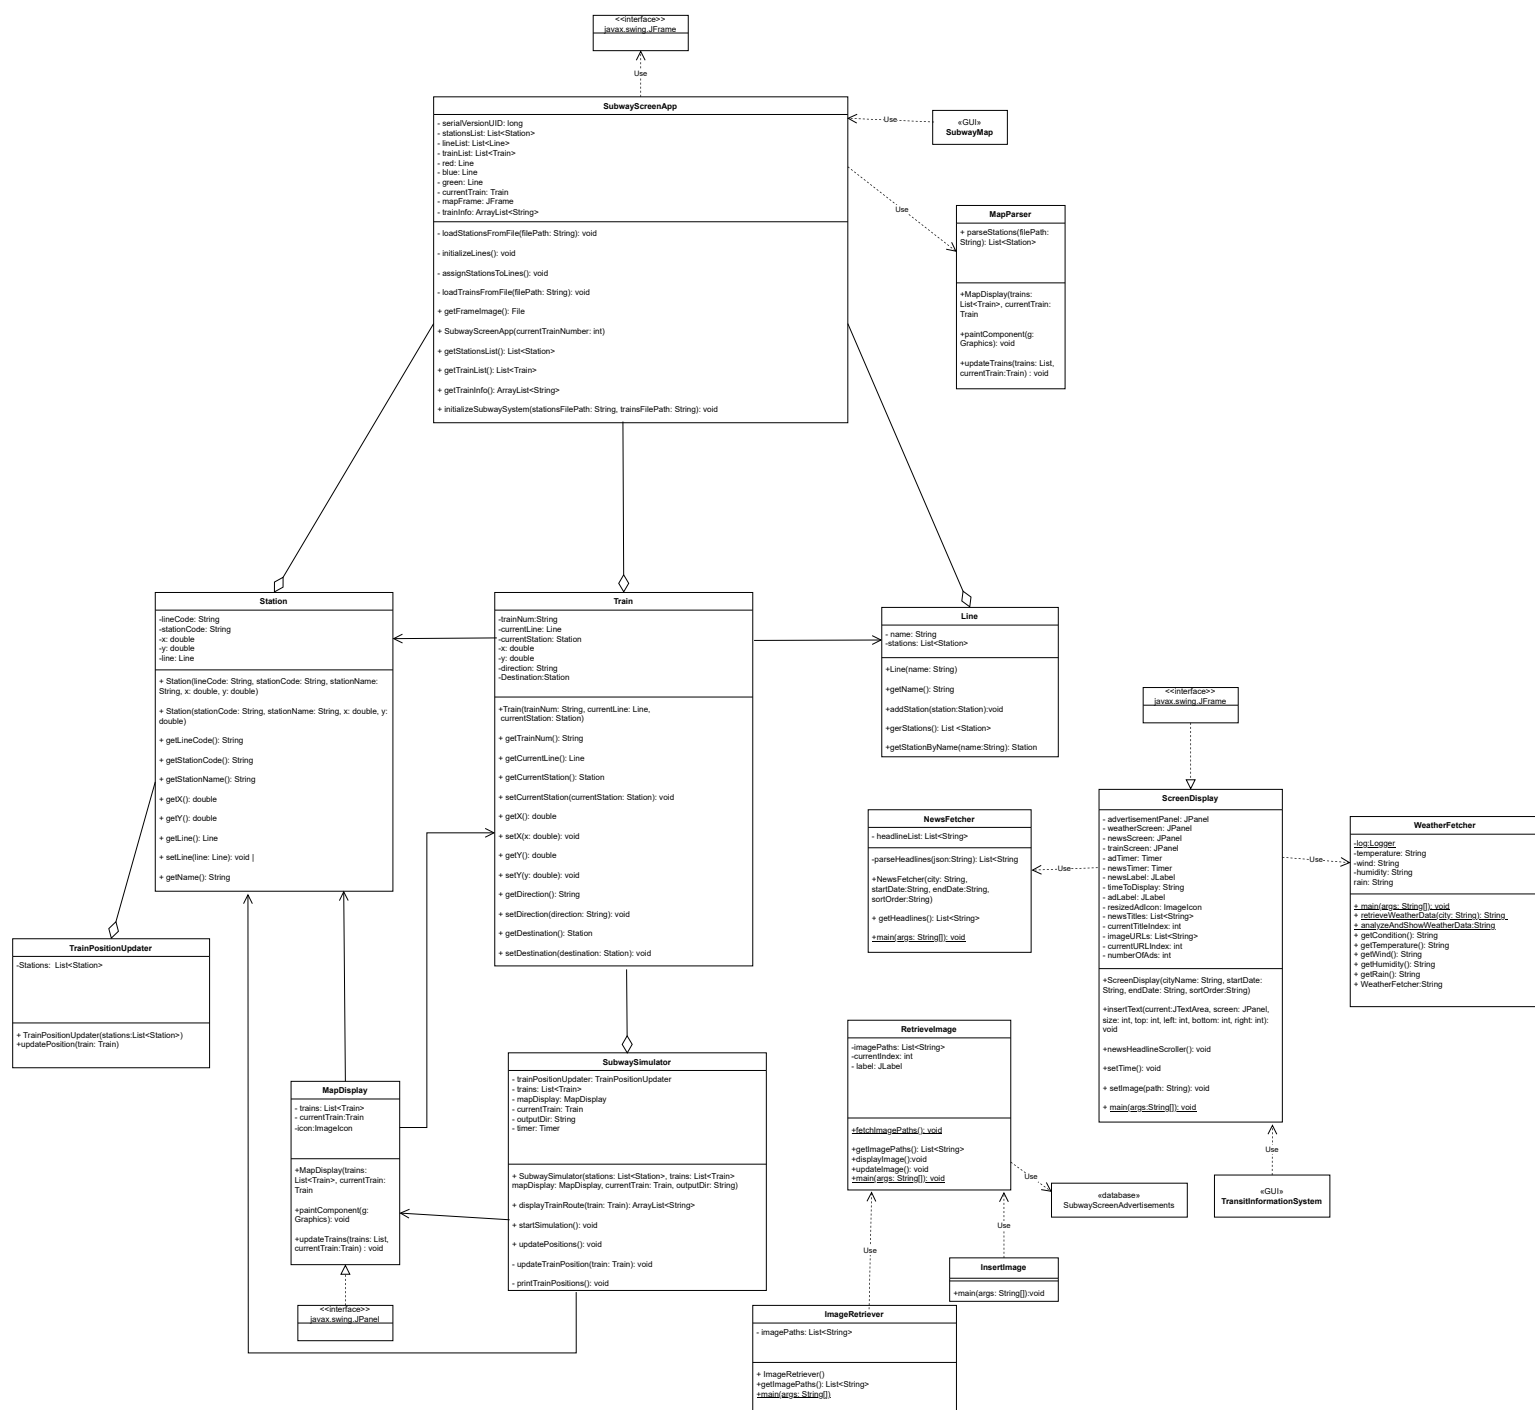 <<interface>>
javax.swing.JFrame
Use
SubwayScreenApp
- serialVersionUID: long
- stationsList: List<Station>
- lineList: List<Line>
- trainList: List<Train>
- red: Line
- blue: Line
- green: Line
- currentTrain: Train
- mapFrame: JFrame
- trainInfo: ArrayList<String>
- loadStationsFromFile(filePath: String): void
- initializeLines(): void
- assignStationsToLines(): void
- loadTrainsFromFile(filePath: String): void
+ getFrameImage(): File
+ SubwayScreenApp(currentTrainNumber: int)
+ getStationsList(): List<Station>
+ getTrainList(): List<Train>
+ getTrainInfo(): ArrayList<String>
+ initializeSubwaySystem(stationsFilePath: String, trainsFilePath: String): void
Use
«GUI»
SubwayMap
Use
MapParser
+ parseStations(filePath:
String): List<Station>
+MapDisplay(trains:
List<Train>, currentTrain:
Train
+paintComponent(g:
Graphics): void
+updateTrains(trains: List,
currentTrain:Train) : void
Station
-lineCode: String
-stationCode: String
-x: double
-y: double
-line: Line
+ Station(lineCode: String, stationCode: String, stationName:
String, x: double, y: double)
+ Station(stationCode: String, stationName: String, x: double, y:
double)
+ getLineCode(): String
+ getStationCode(): String
+ getStationName(): String
+ getX(): double
+ getY(): double
+ getLine(): Line
+ setLine(line: Line): void |
+ getName(): String
Train
-trainNum:String
-currentLine: Line
-currentStation: Station
-x: double
-y: double
-direction: String
-Destination:Station
+Train(trainNum: String, currentLine: Line,
currentStation: Station)
+ getTrainNum(): String
+ getCurrentLine(): Line
+ getCurrentStation(): Station
+ setCurrentStation(currentStation: Station): void
+ getX(): double
+ setX(x: double): void
+ getY(): double
+ setY(y: double): void
+ getDirection(): String
+ setDirection(direction: String): void
+ getDestination(): Station
+ setDestination(destination: Station): void
Line
- name: String
-stations: List<Station>
+Line(name: String)
+getName(): String
+addStation(station:Station):void
+gerStations(): List <Station>
+getStationByName(name:String): Station
<<interface>>
javax.swing.JFrame
ScreenDisplay
- advertisementPanel: JPanel
- weatherScreen: JPanel
- newsScreen: JPanel
- trainScreen: JPanel
- adTimer: Timer
- newsTimer: Timer
- newsLabel: JLabel
- timeToDisplay: String
- adLabel: JLabel
- resizedAdIcon: ImageIcon
- newsTitles: List<String>
- currentTitleIndex: int
- imageURLs: List<String>
- currentURLIndex: int
- numberOfAds: int
+ScreenDisplay(cityName: String, startDate:
String, endDate: String, sortOrder:String)
+insertText(current:JTextArea, screen: JPanel,
size: int, top: int, left: int, bottom: int, right: int):
void
+newsHeadlineScroller(): void
+setTime(): void
+ setImage(path: String): void
+ main(args:String[]): void
NewsFetcher
- headlineList: List<String>
-parseHeadlines(json:String): List<String
+NewsFetcher(city: String,
startDate:String, endDate:String,
sortOrder:String)
+ getHeadlines(): List<String>
+main(args: String[]): void
Use
Use
WeatherFetcher
-log:Logger
-temperature: String
-wind: String
-humidity: String
rain: String
+ main(args: String[]): void
+ retrieveWeatherData(city: String): String
+ analyzeAndShowWeatherData:String
+ getCondition(): String
+ getTemperature(): String
+ getWind(): String
+ getHumidity(): String
+ getRain(): String
+ WeatherFetcher:String
TrainPositionUpdater
-Stations: List<Station>
+ TrainPositionUpdater(stations:List<Station>)
+updatePosition(train: Train)
MapDisplay
- trains: List<Train>
- currentTrain:Train
-icon:ImageIcon
+MapDisplay(trains:
List<Train>, currentTrain:
Train
+paintComponent(g:
Graphics): void
+updateTrains(trains: List,
currentTrain:Train) : void
<<interface>>
javax.swing.JPanel
SubwaySimulator
- trainPositionUpdater: TrainPositionUpdater
- trains: List<Train>
- mapDisplay: MapDisplay
- currentTrain: Train
- outputDir: String
- timer: Timer
+ SubwaySimulator(stations: List<Station>, trains: List<Train>
mapDisplay: MapDisplay, currentTrain: Train, outputDir: String)
+ displayTrainRoute(train: Train): ArrayList<String>
+ startSimulation(): void
+ updatePositions(): void
- updateTrainPosition(train: Train): void
- printTrainPositions(): void
RetrieveImage
-imagePaths: List<String>
-currentIndex: int
- label: JLabel
+fetchImagePaths(): void
+getImagePaths(): List<String>
+displayImage():void
+updateImage(): void
+main(args: String[]): void
Use
«database»
SubwayScreenAdvertisements
Use
«GUI»
TransitInformationSystem
Use
Use
InsertImage
+main(args: String[]):void
ImageRetriever
- imagePaths: List<String>
+ ImageRetriever()
+getImagePaths(): List<String>
+main(args: String[])